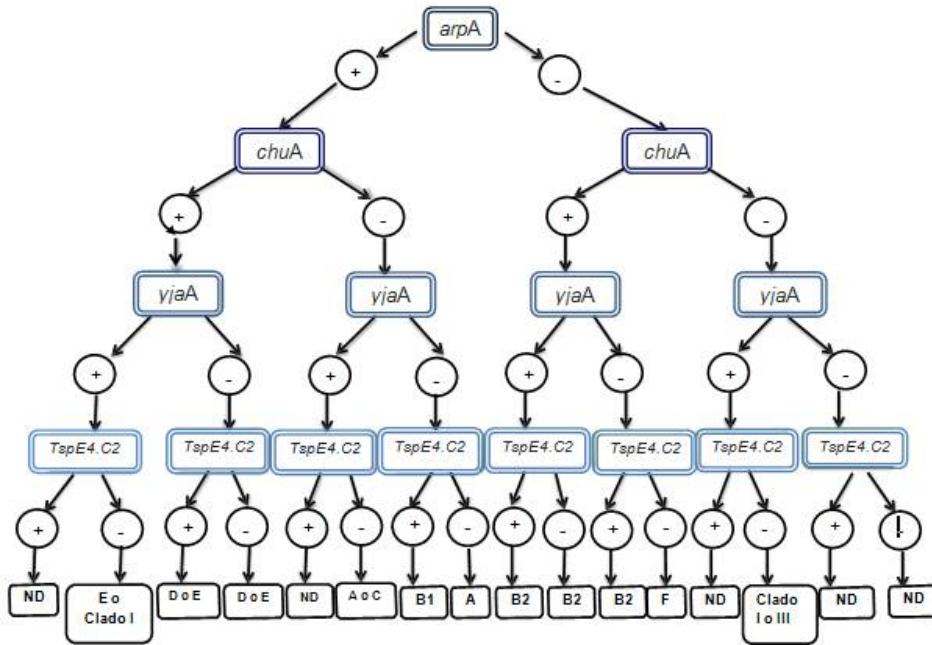 arpA
+
-
chuA
chuA
+
-
+
-
yjaA
yjaA
yjaA
yjaA
+
-
+
-
+
-
+
-
TspE4.C2
TspE4.C2
TspE4.C2
TspE4.C2
TspE4.C2
TspE4.C2
TspE4.C2
TspE4.C2
+
-
+
-
+
-
+
-
+
-
+
-
+
-
+
-
ND
E o
Clado I
D o E
D o E
ND
A o C
B1
A
B2
B2
B2
F
ND
Clado
I o III
ND
ND